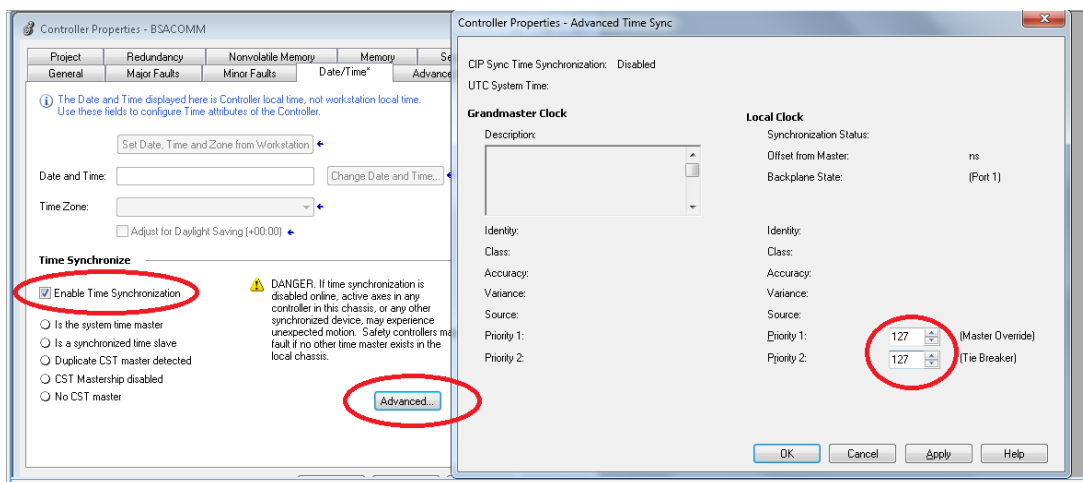 Controller Properties - BSACOMM
Project
Redundancy
Nonvolatile Memory
Memory
General
Major Faults
Minor Faults
Date/Time*
The Date and Time displayed here is Controller local time, not workstation local time.
Use these fields to configure Time attributes of the Controller.
Set Date, Time and Zone from Workstation
Date and Time:
Change Date and Time...
Time Zone:
Adjust for Daylight Saving (+00:00)
Time Synchronize
Enable Time Synchronization
DANGER. If time synchronization is
disabled online, active axes in any
controller in this chassis, or any other
synchronized device, may experience
unexpected motion. Safety controllers
fault if no other time master exists in the
local chassis.
Is the system time master
Is a synchronized time slave
Duplicate CST master detected
CST Mastership disabled
No CST master
Advanced...
Controller Properties - Advanced Time Sync
CIP Sync Time Synchronization: Disabled
UTC System Time:
Grandmaster Clock
Description:
Identity:
Class:
Accuracy:
Variance:
Source:
Priority 1:
Priority 2:
Local Clock
Synchronization Status:
Offset from Master: ns
Backplane State: (Port 1)
Identity:
Class:
Accuracy:
Variance:
Source:
Priority 1: 127 (Master Override)
Priority 2: 127 (Tie Breaker)
OK
Cancel
Apply
Help